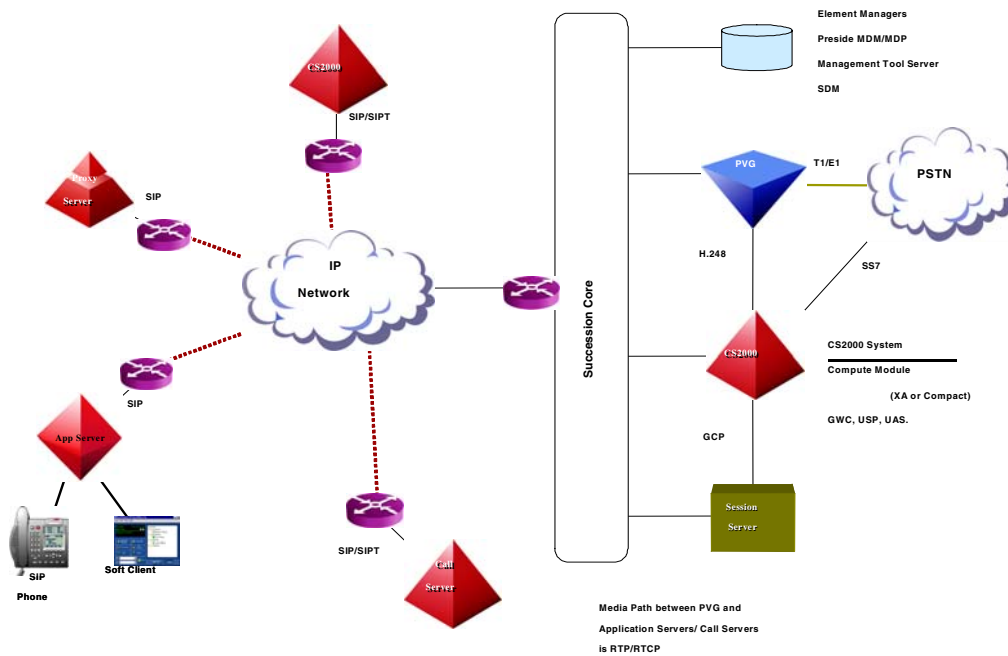 Element Managers
Preside MDM/MDP
Management Tool Server
SDM
CS2000
SIP/SIPT
Proxy
Server
SIP
IP
Network
Succession Core
PVG
T1/E1
PSTN
H.248
SS7
CS2000
CS2000 System
Compute Module
(XA or Compact)
GWC, USP, UAS.
GCP
Session
Server
SIP
App Server
SIP/SIPT
Call
Server
SiP
Phone
Soft Client
Media Path between PVG and
Application Servers/ Call Servers
is RTP/RTCP